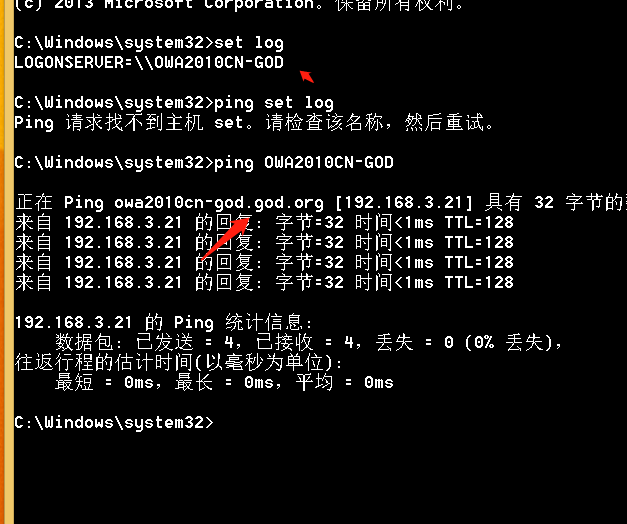 (c) 2013 Microsoft Corporation。保留所有权利。
C:\Windows\system32>set log
LOGONSERVER=\\OWA2010CN-GOD
C:\Windows\system32>ping set log
Ping 请求找不到主机 set。请检查该名称，然后重试。
C:\Windows\system32>ping OWA2010CN-GOD
正在 Ping owa2010cn-god.god.org [192.168.3.21] 具有 32 字节的
来自 192.168.3.21 的回复: 字节=32 时间<1ms TTL=128
来自 192.168.3.21 的回复: 字节=32 时间<1ms TTL=128
来自 192.168.3.21 的回复: 字节=32 时间<1ms TTL=128
来自 192.168.3.21 的回复: 字节=32 时间<1ms TTL=128
192.168.3.21 的 Ping 统计信息:
数据包: 已发送 = 4，已接收 = 4，丢失 = 0 (0% 丢失)，
往返行程的估计时间(以毫秒为单位):
最短 = 0ms，最长 = 0ms，平均 = 0ms
C:\Windows\system32>